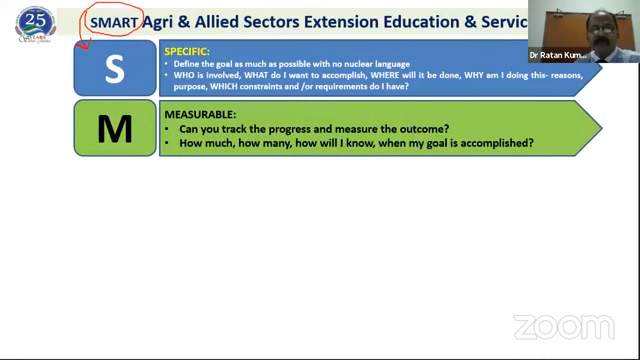 SMART Agri & Allied Sectors Extension Education & Servic
25
YEARS
Dr Ratan Kum...
S
SPECIFIC:
• Define the goal as much as possible with no nuclear language
• WHO is involved, WHAT do I want to accomplish, WHERE will it be done, WHY am I doing this- reasons,
purpose, WHICH constraints and /or requirements do I have?
M
MEASURABLE:
• Can you track the progress and measure the outcome?
• How much, how many, how will I know, when my goal is accomplished?
zoom